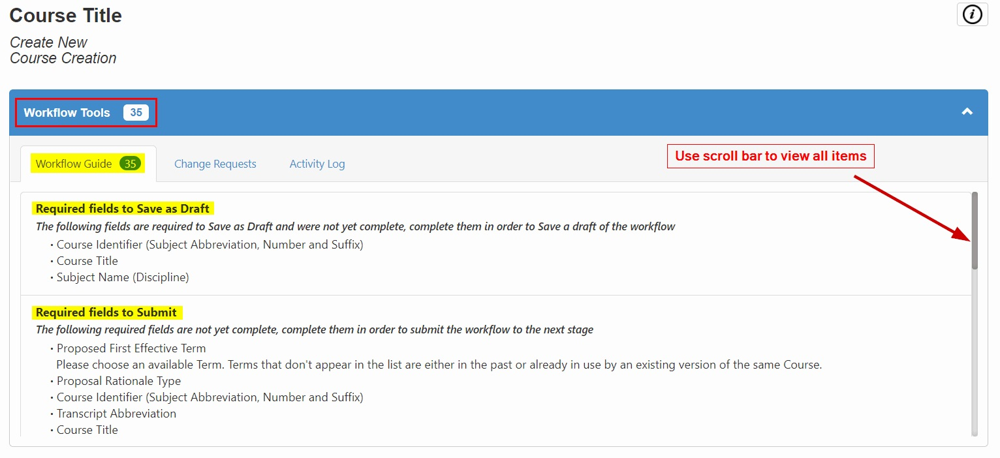 Course Title
i
Create New
Course Creation
Workflow Tools 35
Workflow Guide 35 Change Requests Activity Log
Use scroll bar to view all items
Required fields to Save as Draft
The following fields are required to Save as Draft and were not yet complete, complete them in order to Save a draft of the workflow
• Course Identifier (Subject Abbreviation, Number and Suffix)
• Course Title
• Subject Name (Discipline)
Required fields to Submit
The following required fields are not yet complete, complete them in order to submit the workflow to the next stage
• Proposed First Effective Term
Please choose an available Term. Terms that don't appear in the list are either in the past or already in use by an existing version of the same Course.
• Proposal Rationale Type
• Course Identifier (Subject Abbreviation, Number and Suffix)
• Transcript Abbreviation
• Course Title